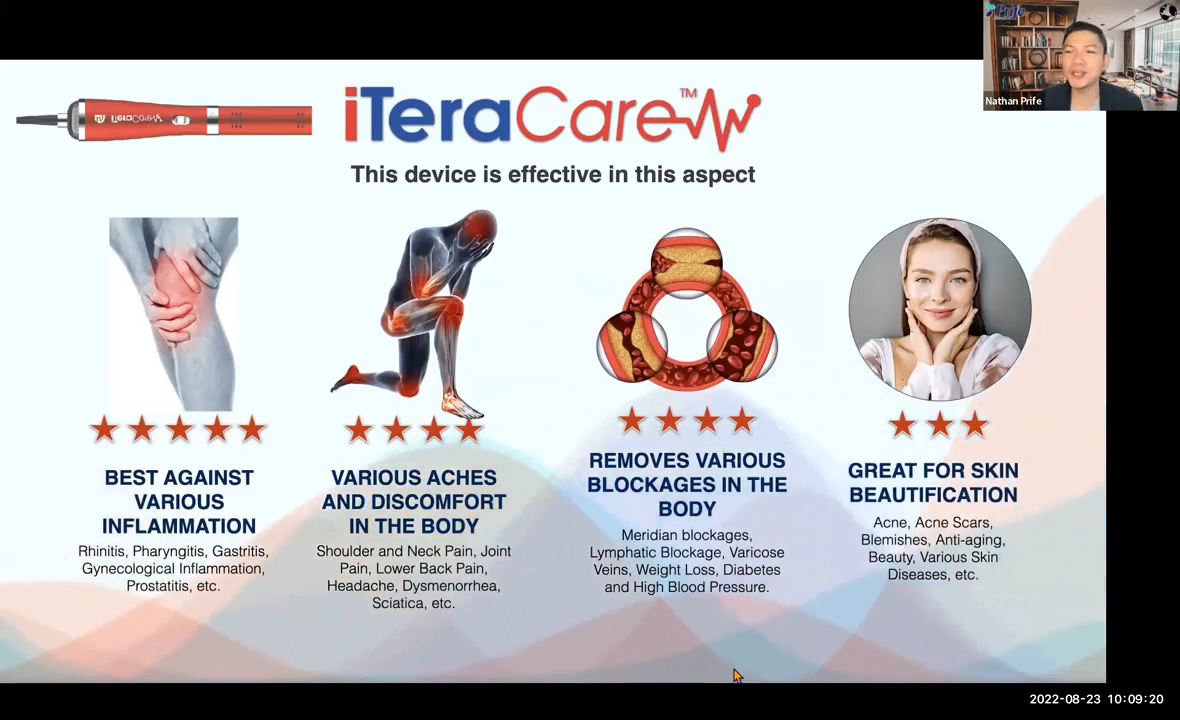 Prife
Nathan Prife
iTeraCare
iTeraCare™
This device is effective in this aspect
BEST AGAINST
VARIOUS
INFLAMMATION
Rhinitis, Pharyngitis, Gastritis,
Gynecological Inflammation,
Prostatitis, etc.
VARIOUS ACHES
AND DISCOMFORT
IN THE BODY
Shoulder and Neck Pain, Joint
Pain, Lower Back Pain,
Headache, Dysmenorrhea,
Sciatica, etc.
REMOVES VARIOUS
BLOCKAGES IN THE
BODY
Meridian blockages,
Lymphatic Blockage, Varicose
Veins, Weight Loss, Diabetes
and High Blood Pressure.
GREAT FOR SKIN
BEAUTIFICATION
Acne, Acne Scars,
Blemishes, Anti-aging,
Beauty, Various Skin
Diseases, etc.
2022-08-23 10:09:20